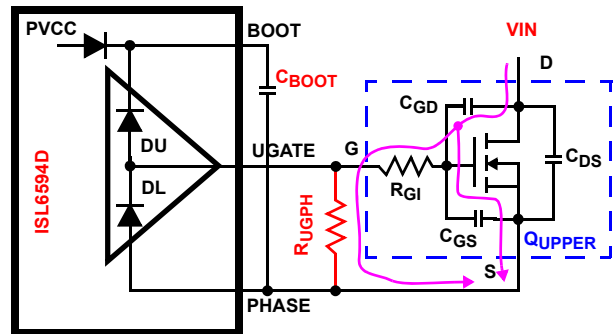 PVCC
BOOT
VIN
D
CBOOT
CGD
DU
UGATE
G
CDS
DL
RGI
ISL6594D
RUGPH
CGS
QUPPER
S
PHASE